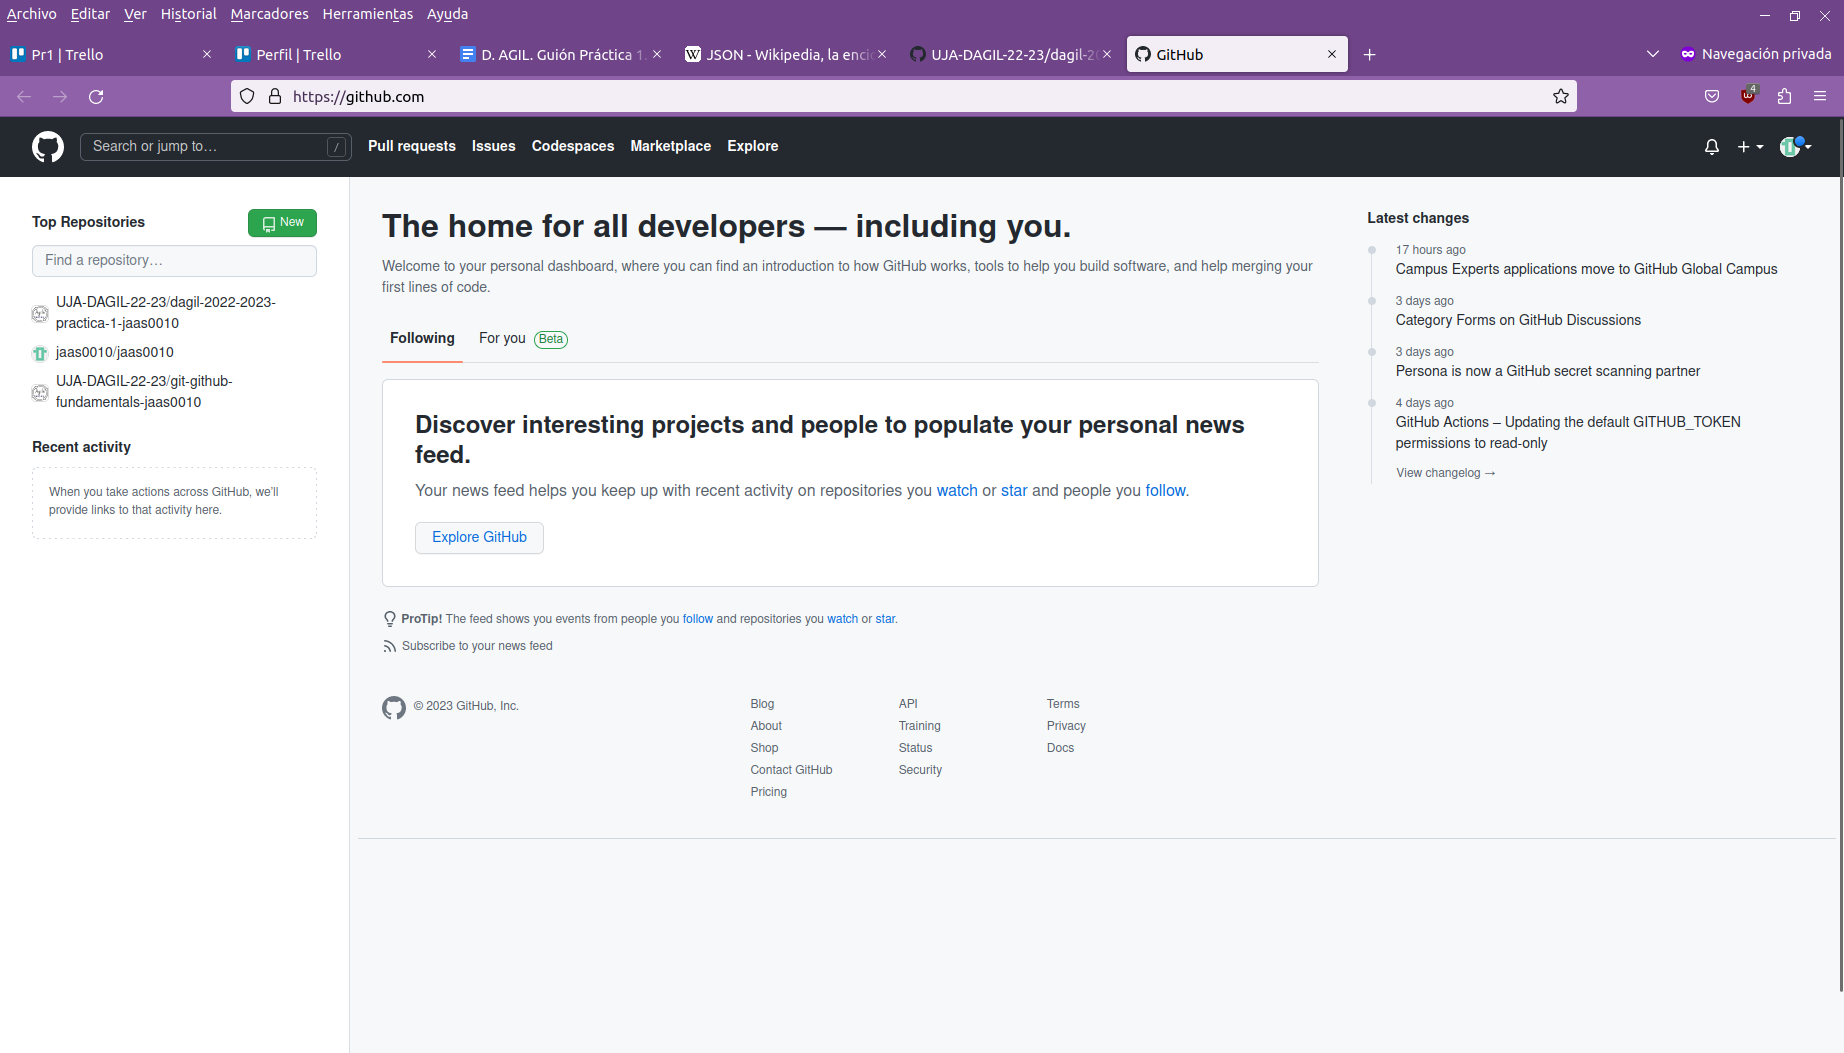 Archivo Editar Ver Historial Marcadores Herramientas Ayuda
Pr1 | Trello
Perfil | Trello
D. AGIL. Guión Práctica 1.
JSON - Wikipedia, la enci
UJA-DAGIL-22-23/dagil-20
GitHub
Navegación privada
https://github.com
4
Search or jump to…
/
Pull requests Issues Codespaces Marketplace Explore
Top Repositories
New
Find a repository…
UJA-DAGIL-22-23/dagil-2022-2023-
practica-1-jaas0010
jaas0010/jaas0010
UJA-DAGIL-22-23/git-github-
fundamentals-jaas0010
Recent activity
When you take actions across GitHub, we'll
provide links to that activity here.
The home for all developers — including you.
Welcome to your personal dashboard, where you can find an introduction to how GitHub works, tools to help you build software, and help merging your
first lines of code.
Following For you Beta
Discover interesting projects and people to populate your personal news
feed.
Your news feed helps you keep up with recent activity on repositories you watch or star and people you follow.
Explore GitHub
ProTip! The feed shows you events from people you follow and repositories you watch or star.
Subscribe to your news feed
© 2023 GitHub, Inc.
Blog
About
Shop
Contact GitHub
Pricing
API
Training
Status
Security
Terms
Privacy
Docs
Latest changes
17 hours ago
Campus Experts applications move to GitHub Global Campus
3 days ago
Category Forms on GitHub Discussions
3 days ago
Persona is now a GitHub secret scanning partner
4 days ago
GitHub Actions – Updating the default GITHUB_TOKEN
permissions to read-only
View changelog →